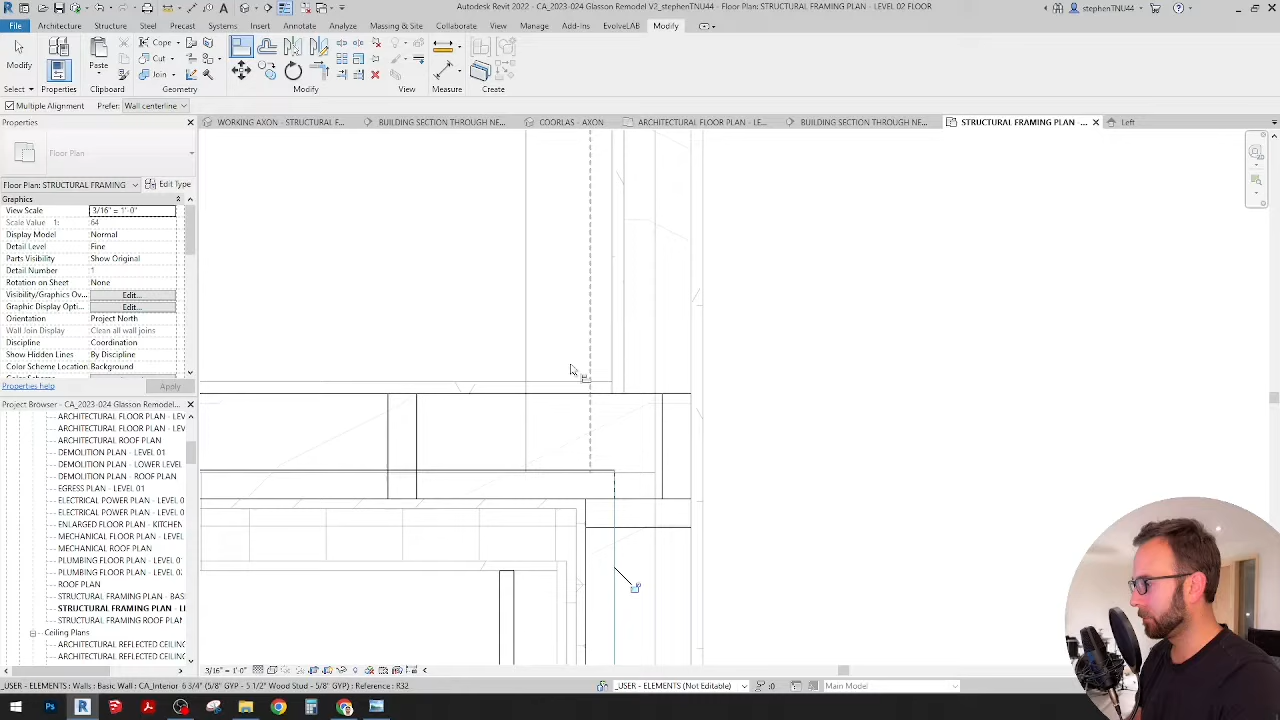 Autodesk Revit 2022 - CA_2023-024 Glasson Remodel V2_stephenTNU44 - Floor Plan: STRUCTURAL FRAMING PLAN - LEVEL 02 FLOOR
stephenTNU44
File Architecture Structure Steel Precast Systems Insert Annotate Analyze Massing & Site Collaborate View Manage Add-Ins EvolveLAB Modify
Modify Paste Cope Cut Join
Select Properties Clipboard Geometry Modify View Measure Create
Multiple Alignment Prefer: Wall centerline
Properties
WORKING AXON - STRUCTURAL F... BUILDING SECTION THROUGH NE... COORLAS - AXON ARCHITECTURAL FLOOR PLAN - LE... BUILDING SECTION THROUGH NE... STRUCTURAL FRAMING PLAN - ... Left
Floor Plan
Floor Plan: STRUCTURAL FRAMING Edit Type
Graphics
View Scale 3/16" = 1'-0"
Scale Value 1: 64
Display Model Normal
Detail Level Fine
Parts Visibility Show Original
Detail Number 1
Rotation on Sheet None
Visibility/Graphics Ov... Edit...
Graphic Display Opti... Edit...
Orientation Project North
Wall Join Display Clean all wall joins
Discipline Coordination
Show Hidden Lines By Discipline
Color Scheme Location Background
Properties help Apply
Project Browser - CA_2023-024 Glasson Remodel...
ARCHITECTURAL FLOOR PLAN - LEV
ARCHITECTURAL FLOOR PLAN - LEV
ARCHITECTURAL ROOF PLAN
DEMOLITION PLAN - LEVEL 01
DEMOLITION PLAN - LOWER LEVEL
DEMOLITION PLAN - ROOF PLAN
EGRESS PLAN - LEVEL 01
ELECTRICAL POWER PLAN - LEVEL 0
ELECTRICAL POWER PLAN - LEVEL 0
ENLARGED FLOOR PLAN - KITCHEN
MECHANICAL FLOOR PLAN - LEVEL
MECHANICAL ROOF PLAN
PLUMBING FLOOR PLAN - LEVEL 01
PLUMBING FLOOR PLAN - LEVEL 02
ROOF PLAN
STRUCTURAL FRAMING PLAN - BAS
STRUCTURAL FRAMING PLAN - LE
STRUCTURAL FRAMING ROOF PLAN
Ceiling Plans
ARCHITECTURAL REFLECTED CEILING
ARCHITECTURAL REFLECTED CEILING
3/16" = 1'-0"
_USER - ELEMENTS : Walls : Basic Wall : CA_Interior 6 3/4" (5/8" GYP - 5 1/2" Wood Stud - 5/8" GYP) : Reference : R32
_USER - ELEMENTS (Not Editable) :0 Main Model